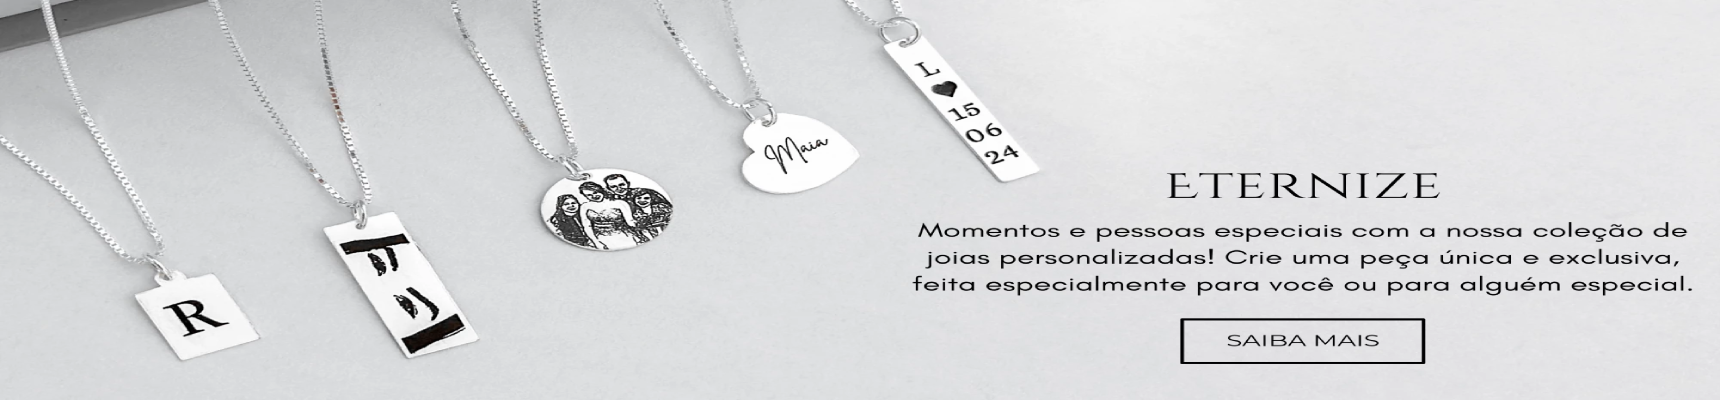 R
Maia
L
15
06
24
ETERNIZE
Momentos e pessoas especiais com a nossa coleção de
joias personalizadas! Crie uma peça única e exclusiva,
feita especialmente para você ou para alguém especial.
SAIBA MAIS